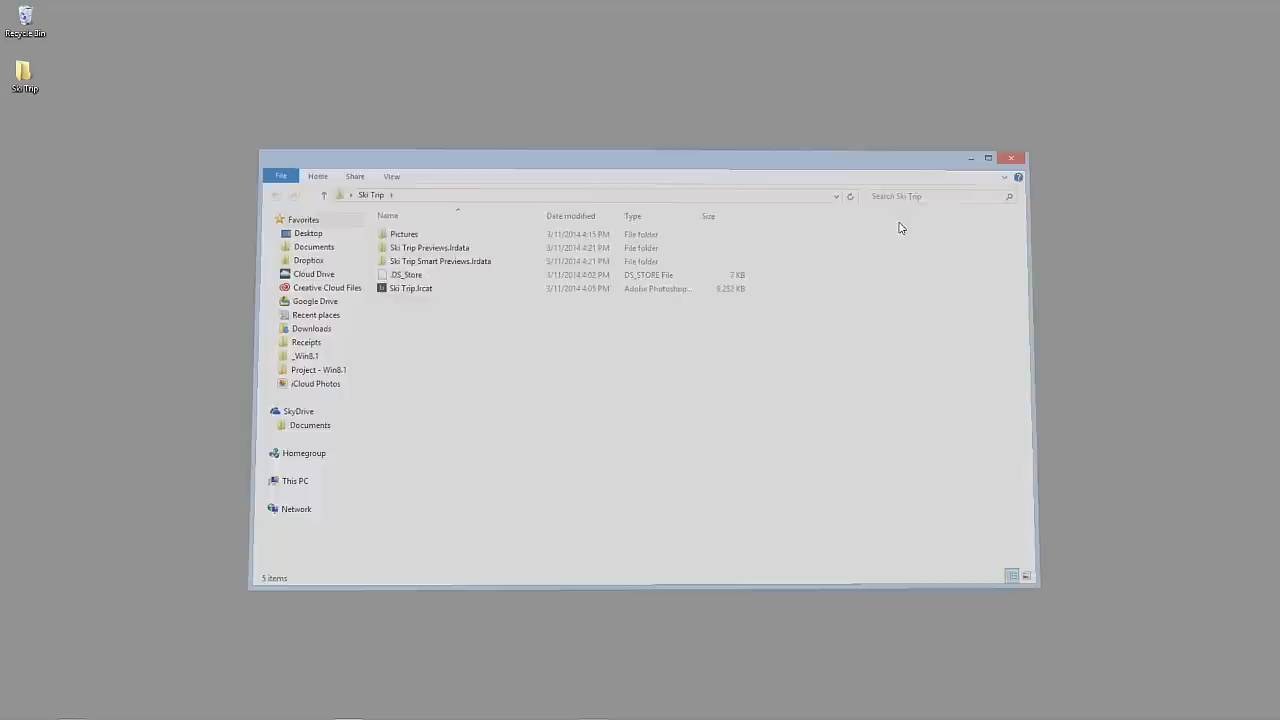 Recycle Bin
Ski Trip
File Home Share View
Ski Trip
Search Ski Trip
Name Date modified Type Size
Favorites
Desktop
Documents
Dropbox
Cloud Drive
Creative Cloud Files
Google Drive
Recent places
Downloads
Receipts
_Win8.1
Project - Win8.1
iCloud Photos
SkyDrive
Documents
Homegroup
This PC
Network
Pictures 3/11/2014 4:15 PM File folder
Ski Trip Previews.lrdata 3/11/2014 4:21 PM File folder
Ski Trip Smart Previews.lrdata 3/11/2014 4:21 PM File folder
.DS_Store 3/11/2014 4:02 PM DS_STORE File 7 KB
Ski Trip.lrcat 3/11/2014 4:05 PM Adobe Photoshop... 9,252 KB
5 items